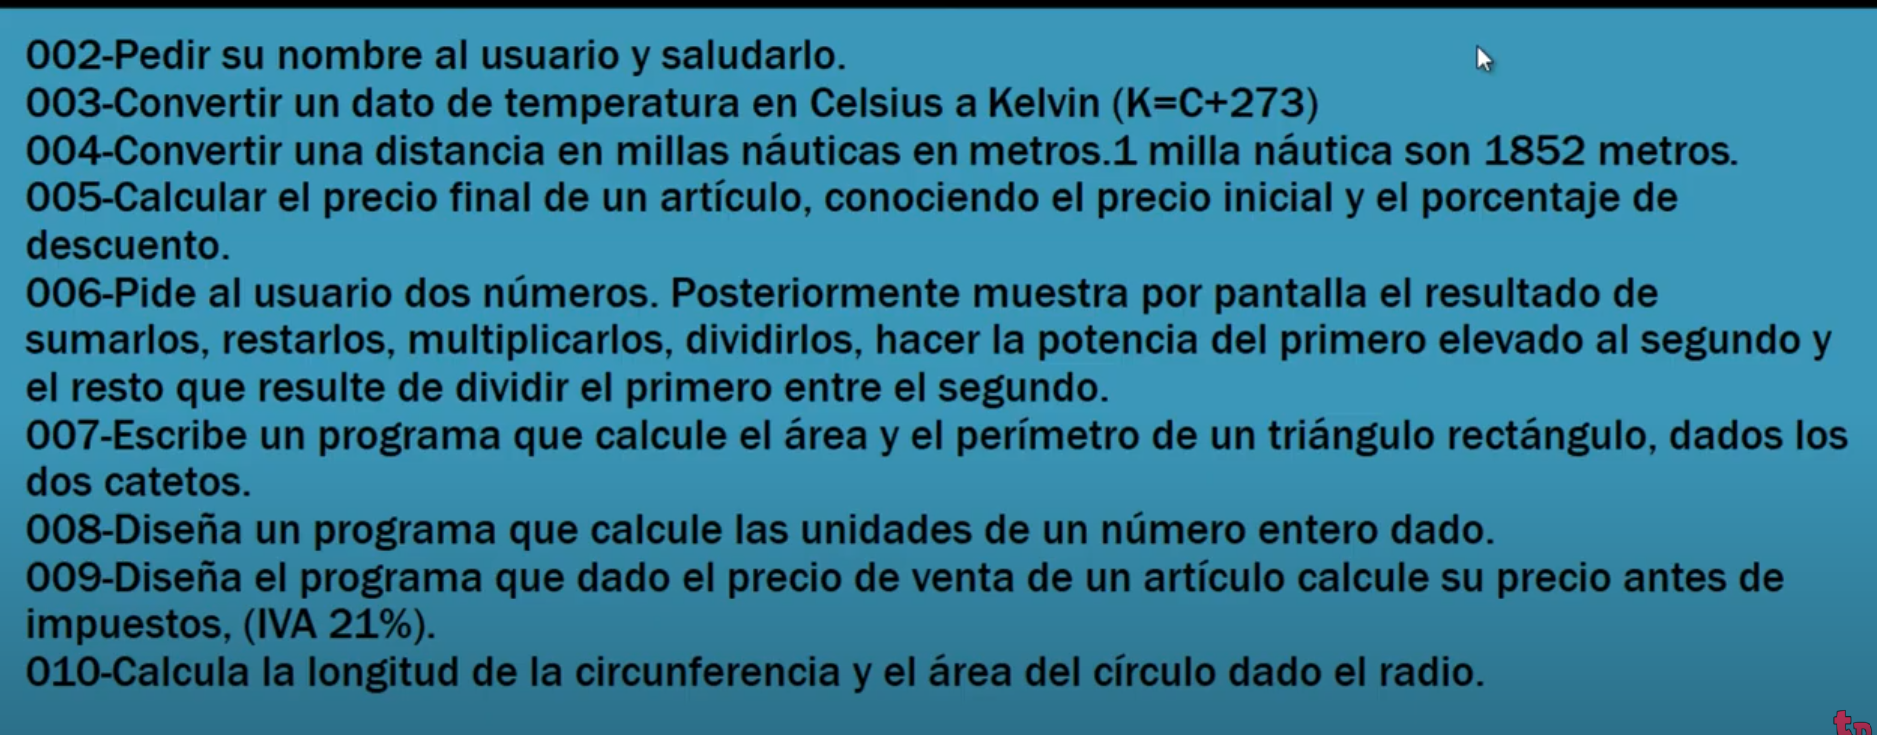 002-Pedir su nombre al usuario y saludarlo.
003-Convertir un dato de temperatura en Celsius a Kelvin (K=C+273)
004-Convertir una distancia en millas náuticas en metros.1 milla náutica son 1852 metros.
005-Calcular el precio final de un artículo, conociendo el precio inicial y el porcentaje de
descuento.
006-Pide al usuario dos números. Posteriormente muestra por pantalla el resultado de
sumarlos, restarlos, multiplicarlos, dividirlos, hacer la potencia del primero elevado al segundo y
el resto que resulte de dividir el primero entre el segundo.
007-Escribe un programa que calcule el área y el perímetro de un triángulo rectángulo, dados los
dos catetos.
008-Diseña un programa que calcule las unidades de un número entero dado.
009-Diseña el programa que dado el precio de venta de un artículo calcule su precio antes de
impuestos, (IVA 21%).
010-Calcula la longitud de la circunferencia y el área del círculo dado el radio.